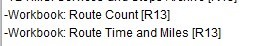 -Workbook: Route Count [R13]
-Workbook: Route Time and Miles [R13]